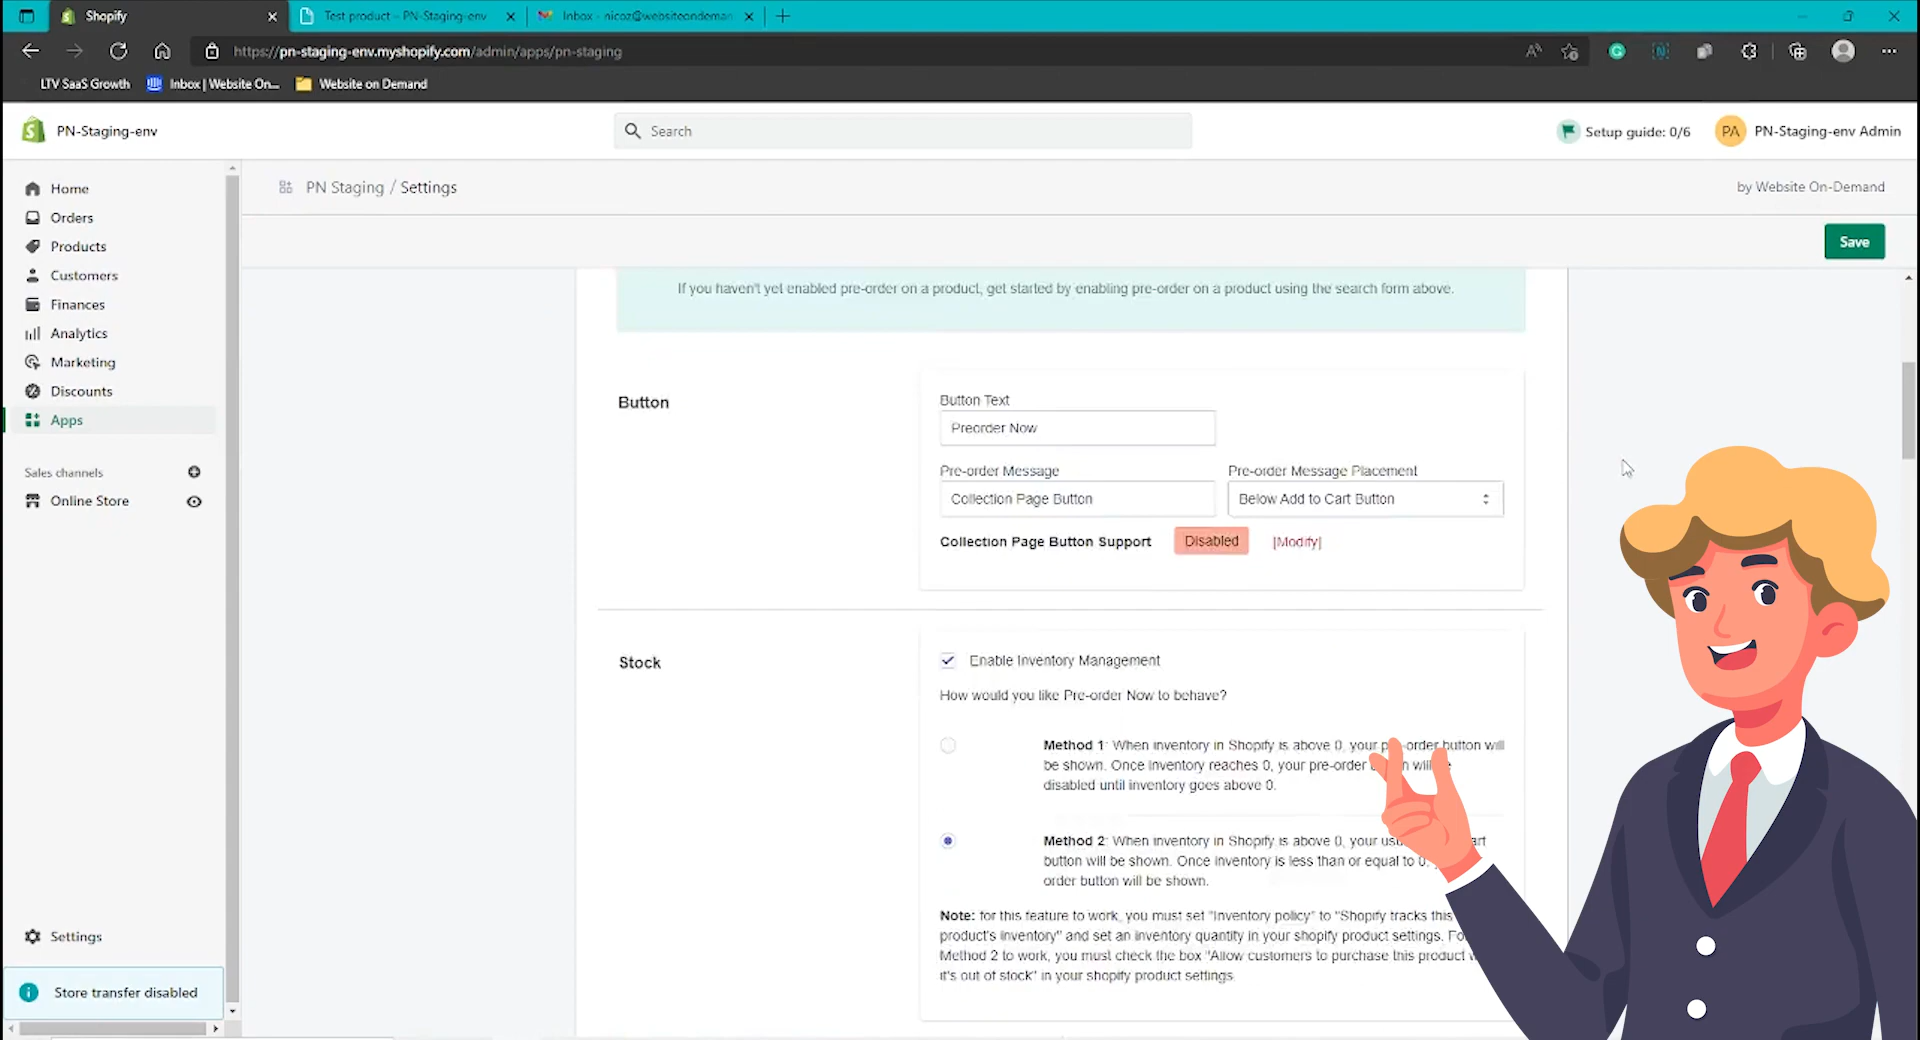 Shopify
Test product – PN-Staging-env
Inbox - nicoz@websiteondeman
https://pn-staging-env.myshopify.com/admin/apps/pn-staging
LTV SaaS Growth
Inbox | Website On...
Website on Demand
PN-Staging-env
Search
Setup guide: 0/6
PA
PN-Staging-env Admin
PN Staging / Settings
by Website On-Demand
Save
Home
Orders
Products
Customers
Finances
Analytics
Marketing
Discounts
Apps
Sales channels
Online Store
Settings
Store transfer disabled
If you haven't yet enabled pre-order on a product, get started by enabling pre-order on a product using the search form above.
Button
Button Text
Preorder Now
Pre-order Message
Pre-order Message Placement
Collection Page Button
Below Add to Cart Button
Collection Page Button Support
Disabled
[Modify]
Stock
Enable Inventory Management
How would you like Pre-order Now to behave?
Method 1: When inventory in Shopify is above 0, your pre-order button will
be shown. Once inventory reaches 0, your pre-order
disabled until inventory goes above 0.
Method 2: When inventory in Shopify is above 0, your
button will be shown. Once inventory is less than or equal to 0,
order button will be shown.
Note: for this feature to work, you must set "Inventory policy" to "Shopify tracks this
product's inventory" and set an inventory quantity in your shopify product settings.
Method 2 to work, you must check the box "Allow customers to purchase this product
it's out of stock" in your shopify product settings.